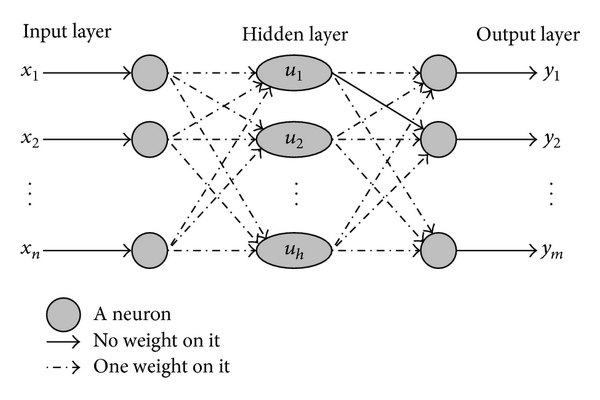 Input layer Hidden layer Output layer
x1 u1 y1
x2 u2 y2
⋮ ⋮ ⋮
xn uh ym
A neuron
No weight on it
One weight on it